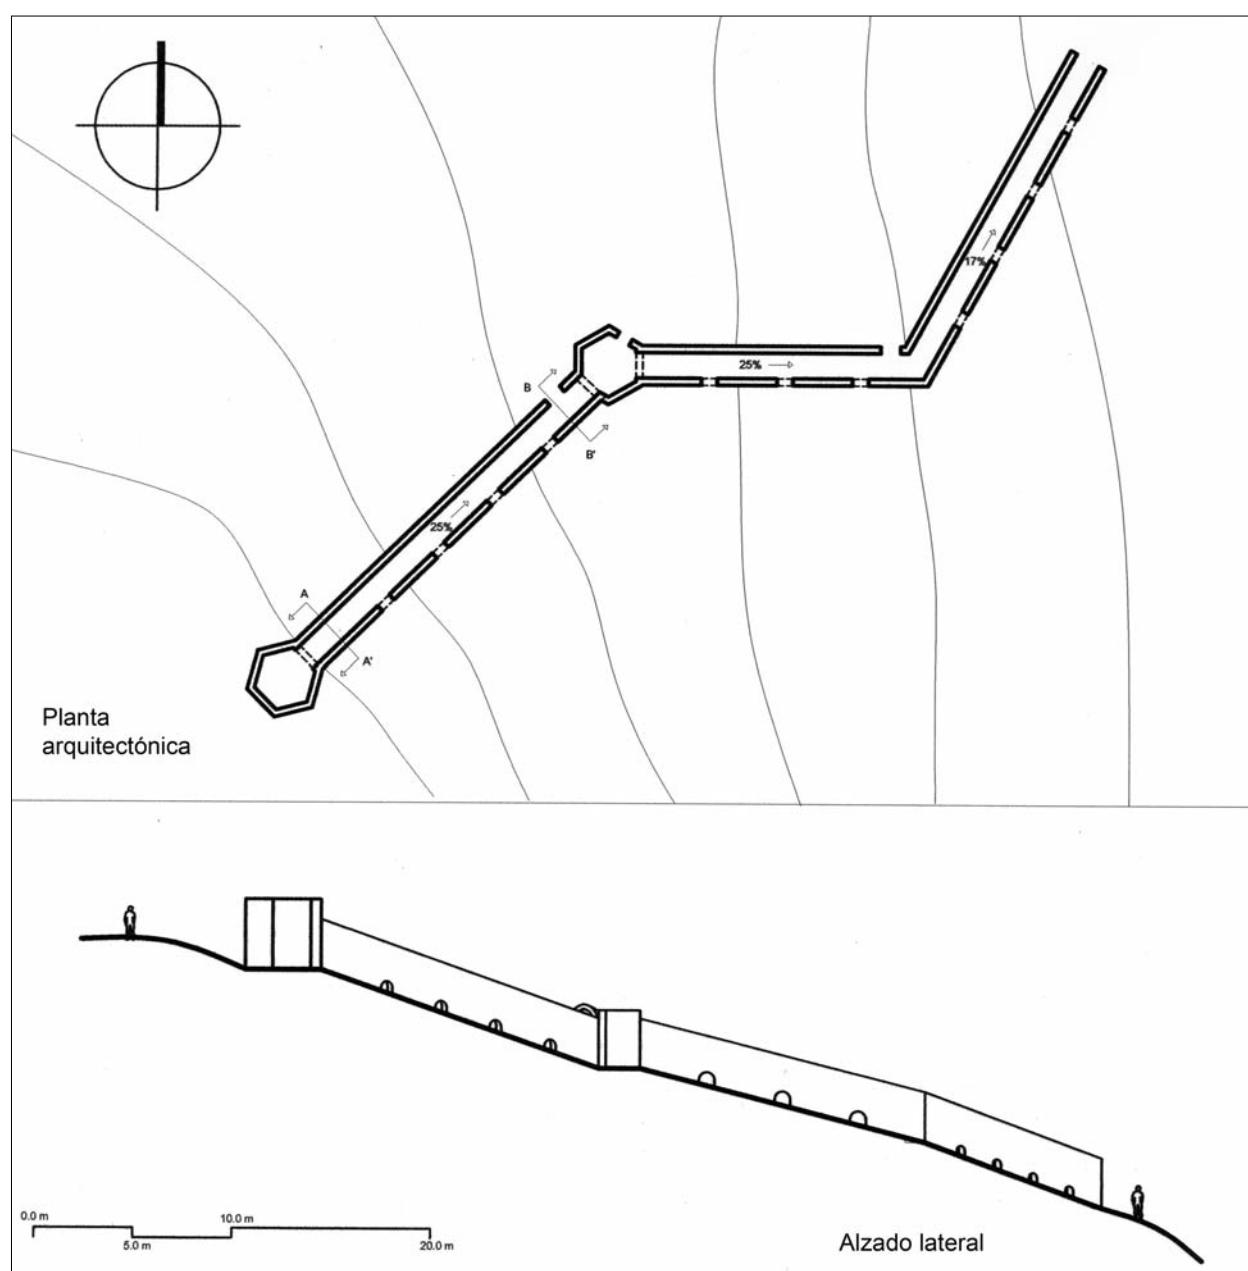 17%
25%
B
B'
25%
A
A'
Planta
arquitectónica
0.0 m
10.0 m
5.0 m
20.0 m
Alzado lateral